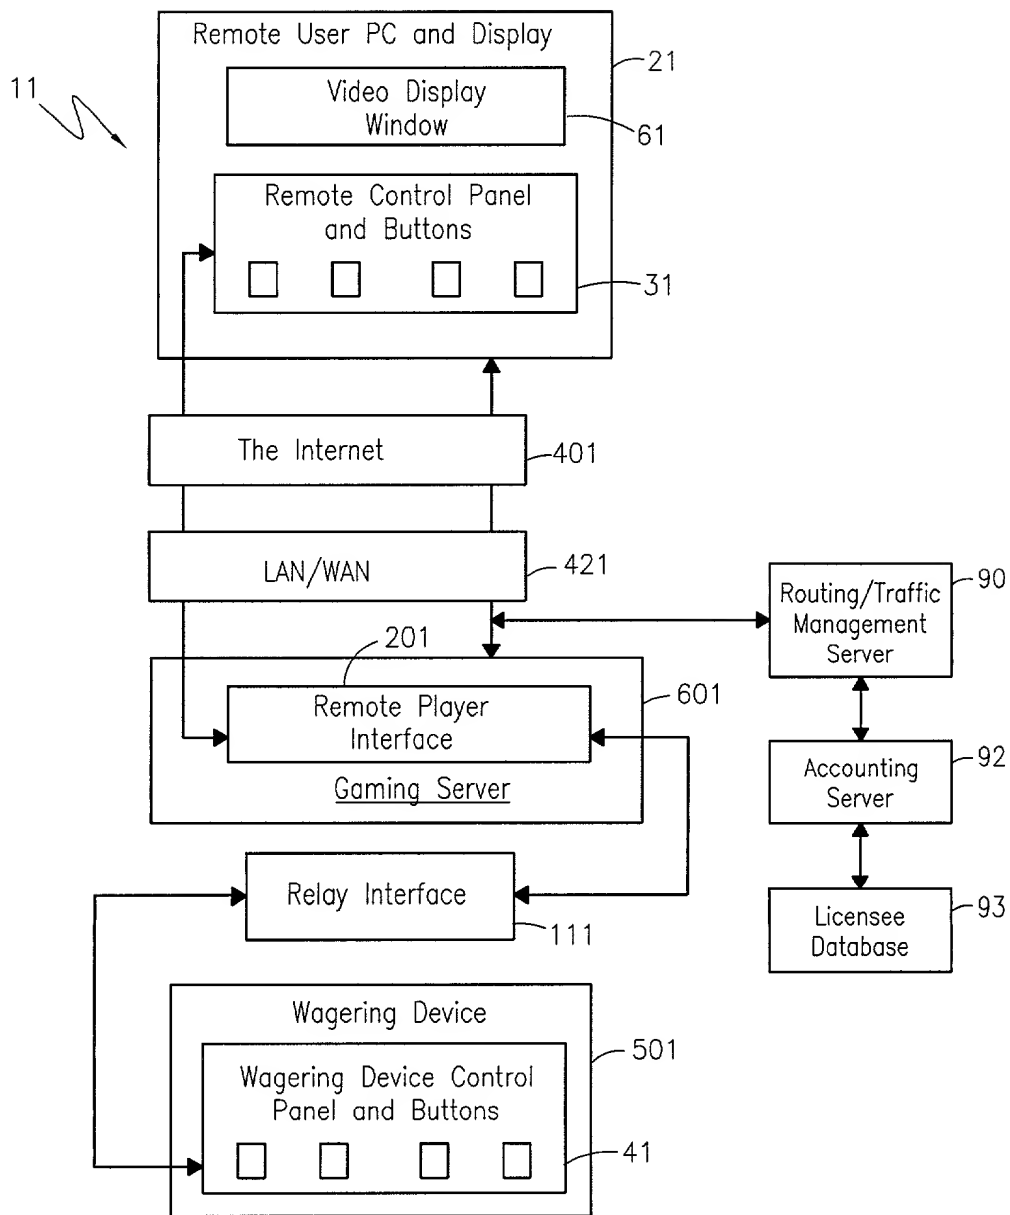 Remote User PC and Display
21
11
Video Display
Window
61
Remote Control Panel
and Buttons
31
The Internet
401
LAN/WAN
421
90
Routing/Traffic
Management
Server
201
601
Remote Player
Interface
Gaming Server
92
Accounting
Server
Relay Interface
111
93
Licensee
Database
Wagering Device
501
Wagering Device Control
Panel and Buttons
41